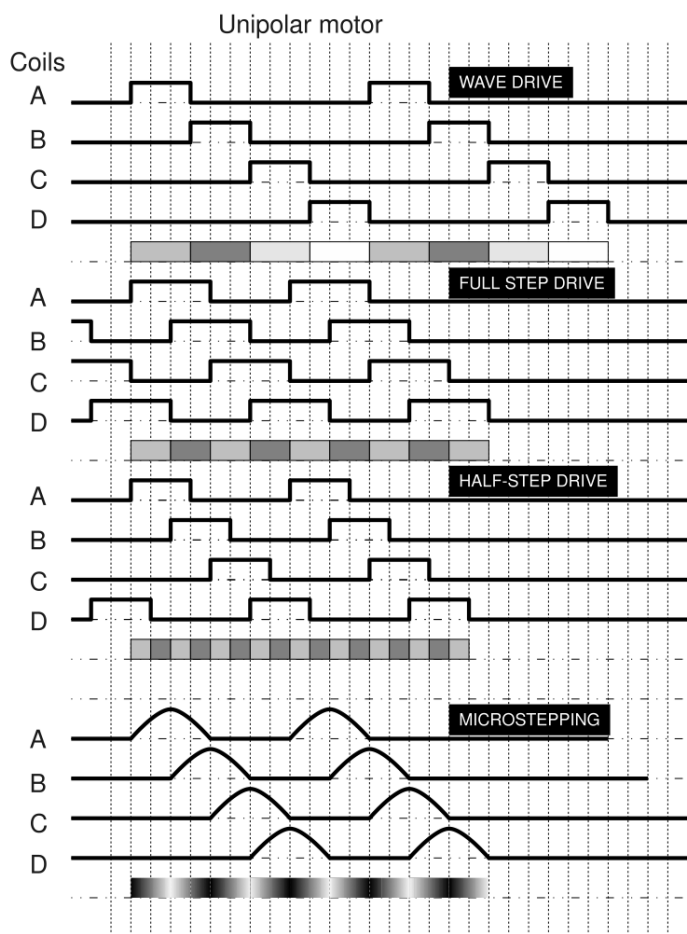 Unipolar motor
Coils
A
WAVE DRIVE
B
C
D
A
FULL STEP DRIVE
B
C
D
A
HALF-STEP DRIVE
B
C
D
A
MICROSTEPPING
B
C
D